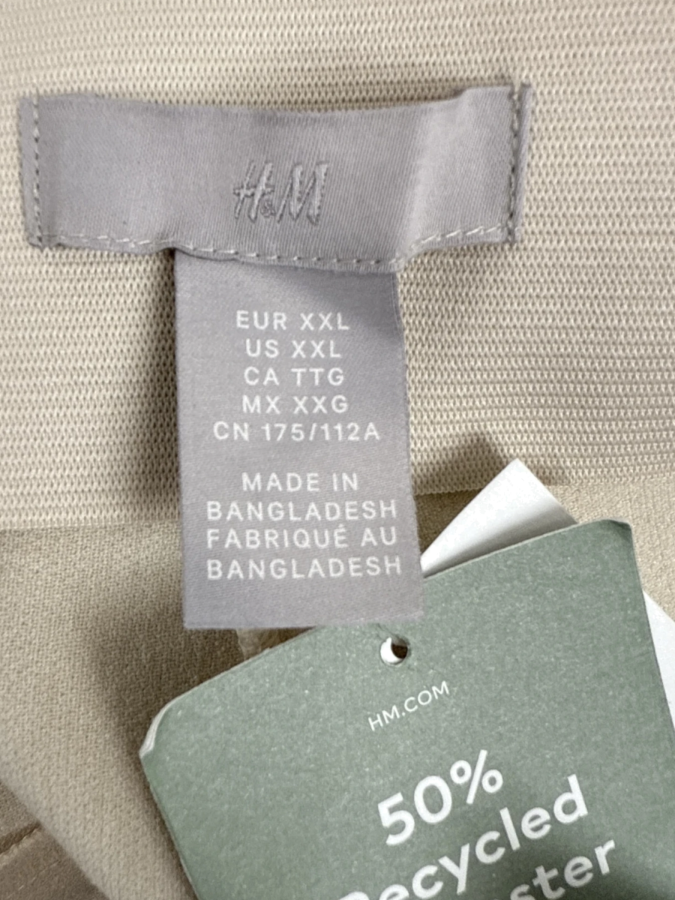 H&M
EUR XXL
US XXL
CA TTG
MX XXG
CN 175/112A
MADE IN
BANGLADESH
FABRIQUÉ AU
BANGLADESH
HM.COM
50%
Recycled